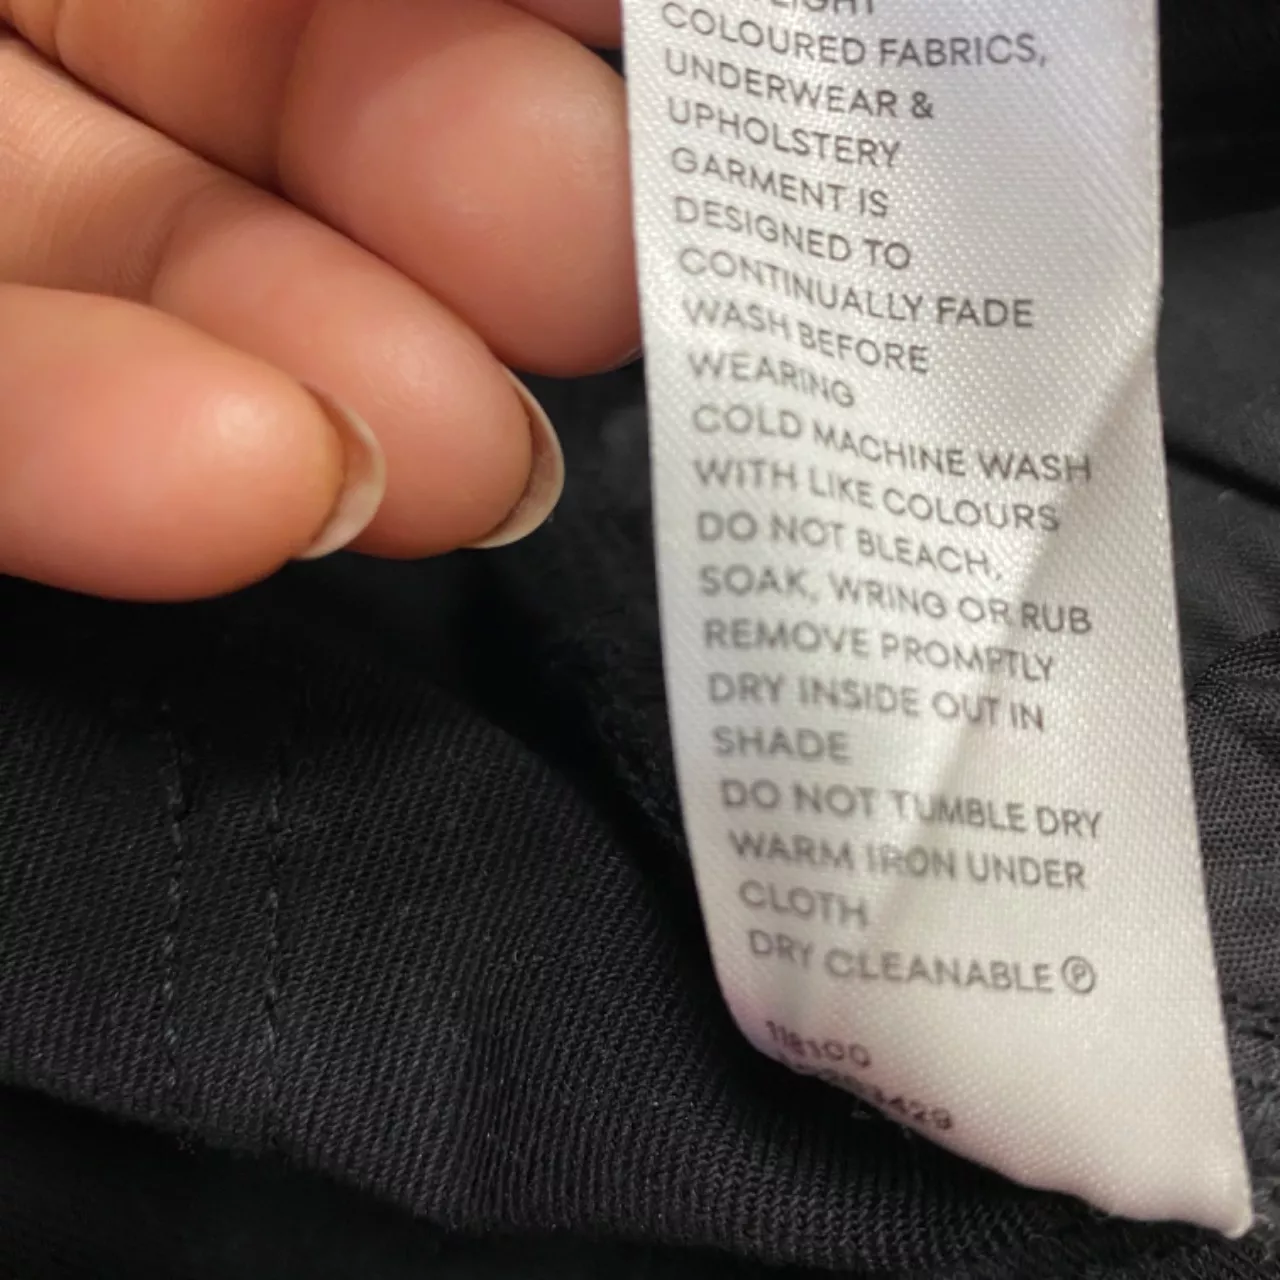 LIGHT
COLOURED FABRICS,
UNDERWEAR &
UPHOLSTERY
GARMENT IS
DESIGNED TO
CONTINUALLY FADE
WASH BEFORE
WEARING
COLD MACHINE WASH
WITH LIKE COLOURS
DO NOT BLEACH,
SOAK, WRING OR RUB
REMOVE PROMPTLY
DRY INSIDE OUT IN
SHADE
DO NOT TUMBLE DRY
WARM IRON UNDER
CLOTH
DRY CLEANABLE Ⓟ
118100